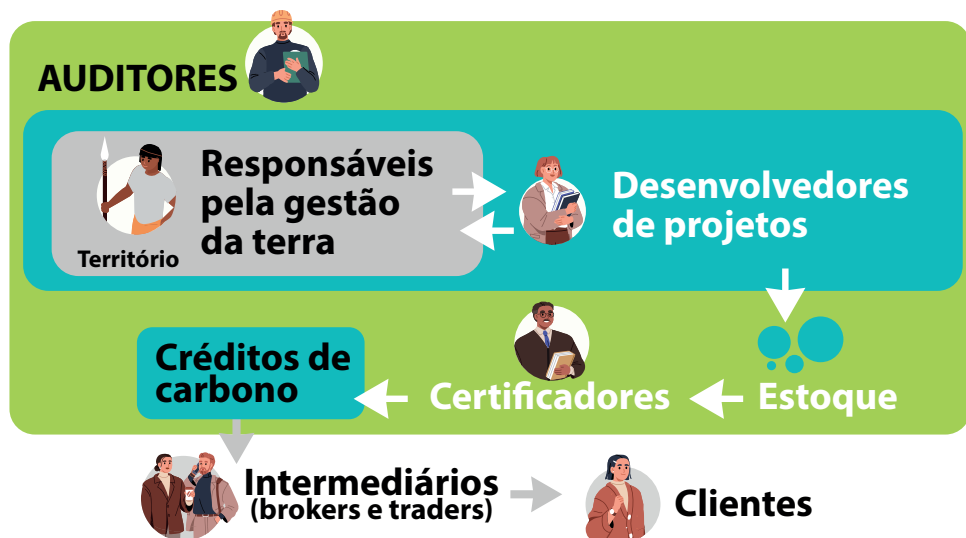 AUDITORES
Responsáveis
pela gestão
da terra
Território
Desenvolvedores
de projetos
Créditos de
carbono
Certificadores
Estoque
Intermediários
(brokers e traders)
Clientes